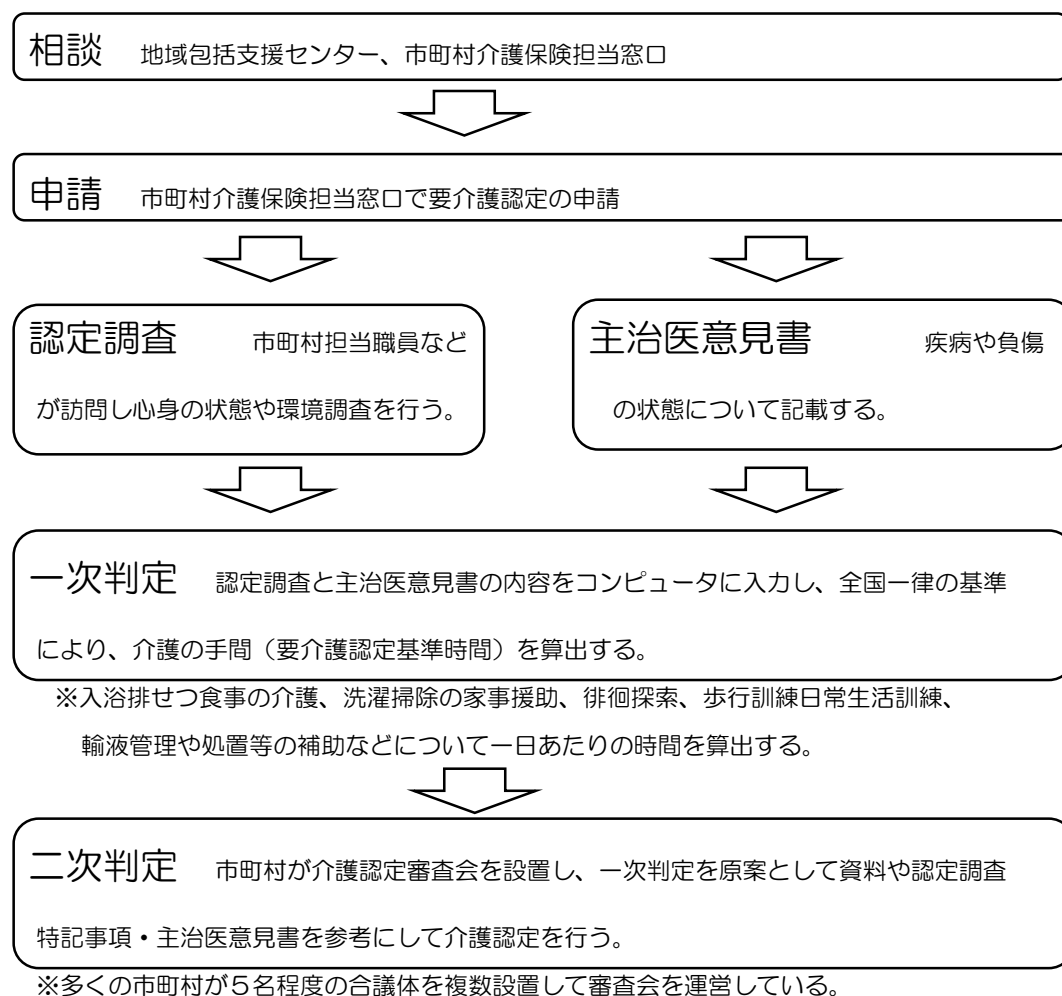 相談 地域包括支援センター、市町村介護保険担当窓口
申請 市町村介護保険担当窓口で要介護認定の申請
認定調査 市町村担当職員など
が訪問し心身の状態や環境調査を行う。
主治医意見書 疾病や負傷
の状態について記載する。
一次判定 認定調査と主治医意見書の内容をコンピュータに入力し、全国一律の基準
により、介護の手間（要介護認定基準時間）を算出する。
※入浴排せつ食事の介護、洗濯掃除の家事援助、徘徊探索、歩行訓練日常生活訓練、
輸液管理や処置等の補助などについて一日あたりの時間を算出する。
二次判定 市町村が介護認定審査会を設置し、一次判定を原案として資料や認定調査
特記事項・主治医意見書を参考にして介護認定を行う。
※多くの市町村が５名程度の合議体を複数設置して審査会を運営している。